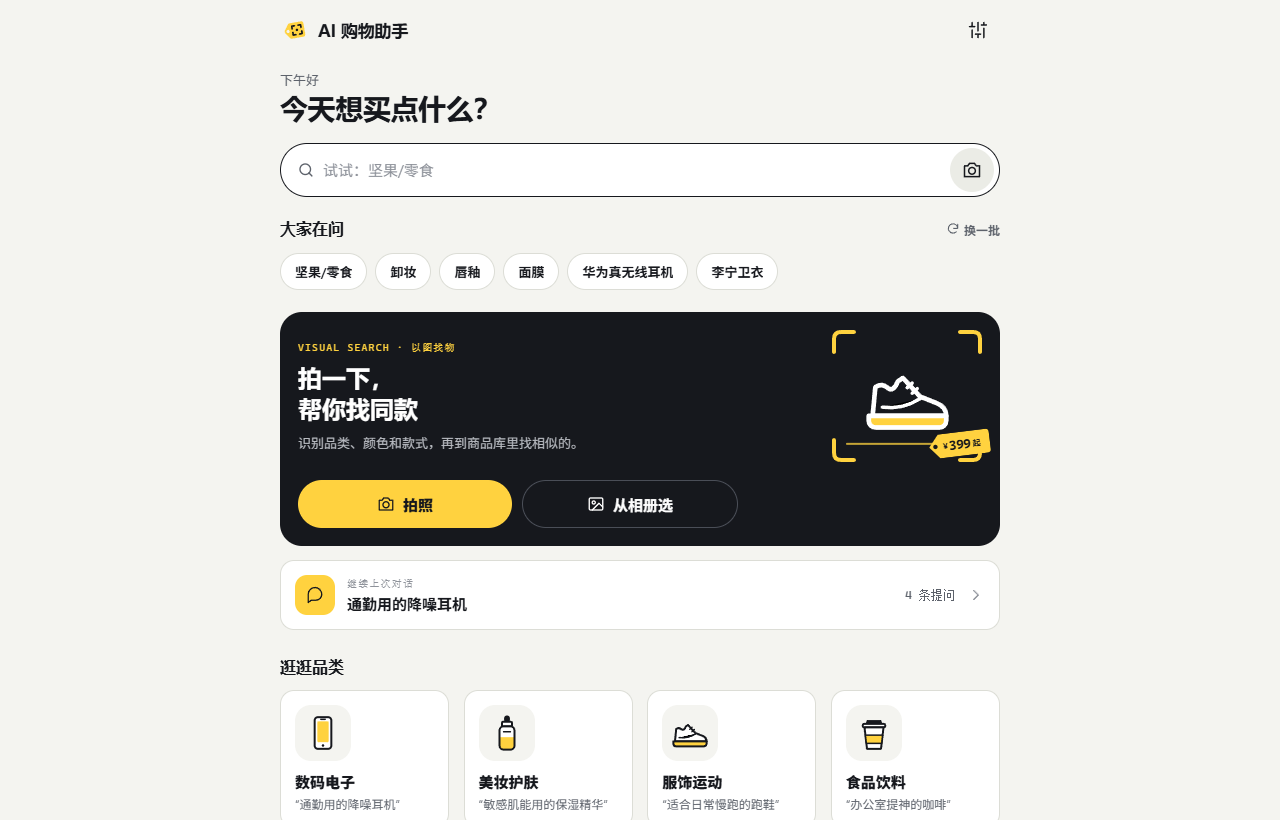 AI 购物助手
下午好
今天想买点什么？
试试：坚果/零食
大家在问
换一批
坚果/零食
卸妆
唇釉
面膜
华为真无线耳机
李宁卫衣
VISUAL SEARCH · 以图找物
拍一下，
帮你找同款
识别品类、颜色和款式，再到商品库里找相似的。
¥399起
拍照
从相册选
继续上次对话
通勤用的降噪耳机
4 条提问
逛逛品类
数码电子
“通勤用的降噪耳机”
美妆护肤
“敏感肌能用的保湿精华”
服饰运动
“适合日常慢跑的跑鞋”
食品饮料
“办公室提神的咖啡”